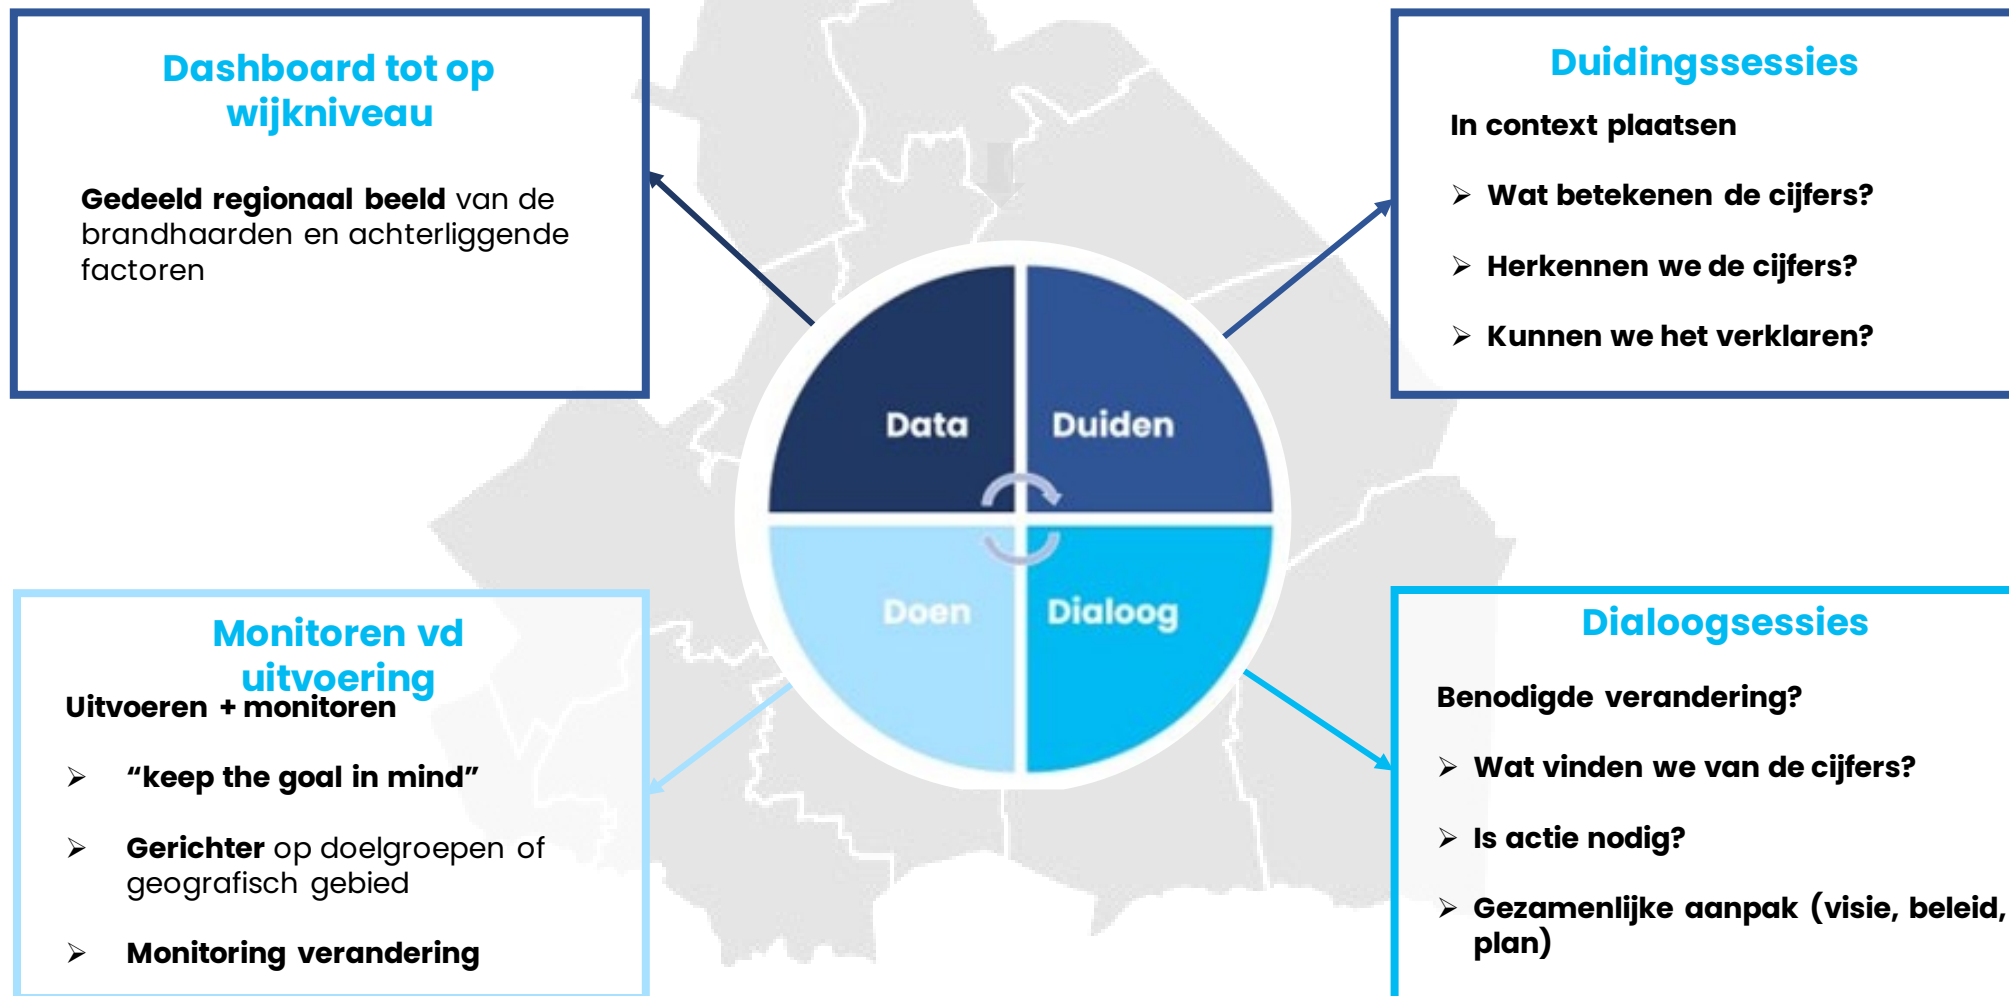 Dashboard tot op
wijkniveau
Gedeeld regionaal beeld van de
brandhaarden en achterliggende
factoren
Duidingssessies
In context plaatsen
➢ Wat betekenen de cijfers?
➢ Herkennen we de cijfers?
➢ Kunnen we het verklaren?
Data
Duiden
Doen
Dialoog
Monitoren vd
uitvoering
Uitvoeren + monitoren
➢ “keep the goal in mind”
➢ Gerichter op doelgroepen of
geografisch gebied
➢ Monitoring verandering
Dialoogsessies
Benodigde verandering?
➢ Wat vinden we van de cijfers?
➢ Is actie nodig?
➢ Gezamenlijke aanpak (visie, beleid,
plan)